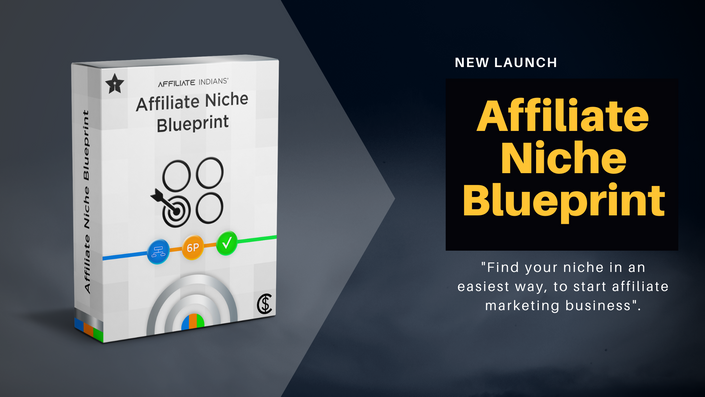 AFFILIATE INDIANS'
Affiliate Niche
Blueprint
Affiliate Niche Blueprint
6P
NEW LAUNCH
Affiliate
Niche
Blueprint
"Find your niche in an
easiest way, to start affiliate
marketing business".